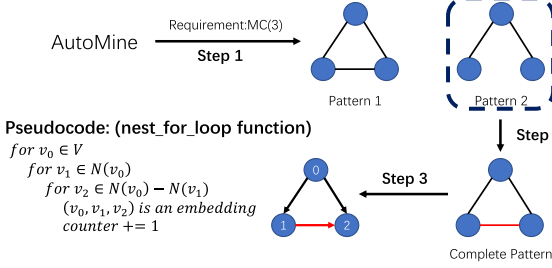 AutoMine
Requirement:MC(3)
Step 1
Pattern 1
Pattern 2
Step
Pseudocode: (nest_for_loop function)
for v₀ ∈ V
for v₁ ∈ N(v₀)
for v₂ ∈ N(v₀) − N(v₁)
(v₀, v₁, v₂) is an embedding
counter += 1
0
1
2
Step 3
Complete Pattern